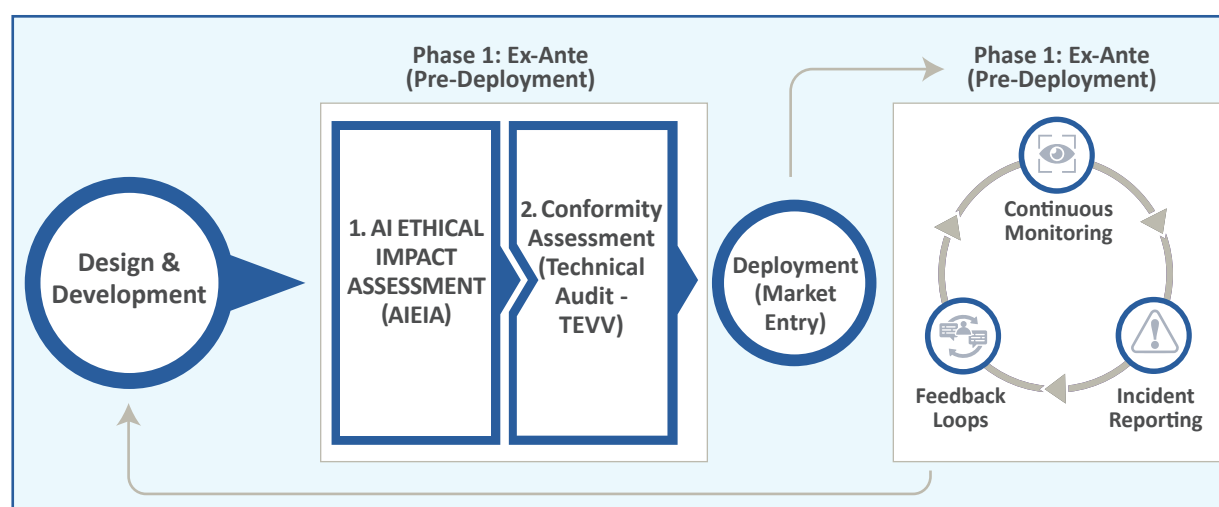 Phase 1: Ex-Ante
(Pre-Deployment)
Design &
Development
1. AI ETHICAL
IMPACT
ASSESSMENT
(AIEIA)
2. Conformity
Assessment
(Technical
Audit -
TEVV)
Deployment
(Market
Entry)
Phase 1: Ex-Ante
(Pre-Deployment)
Continuous
Monitoring
Feedback
Loops
Incident
Reporting